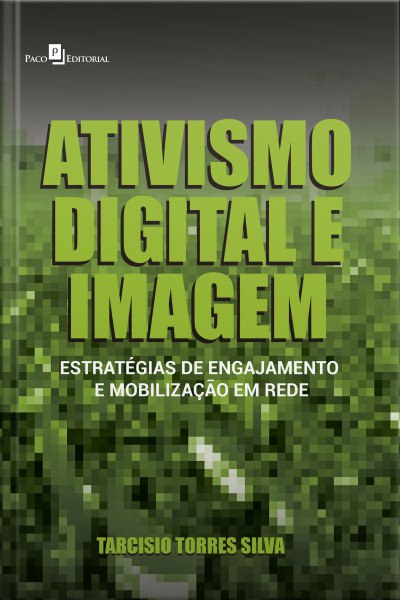 PACO EDITORIAL
ATIVISMO
DIGITAL E
IMAGEM
ESTRATÉGIAS DE ENGAJAMENTO
E MOBILIZAÇÃO EM REDE
TARCISIO TORRES SILVA